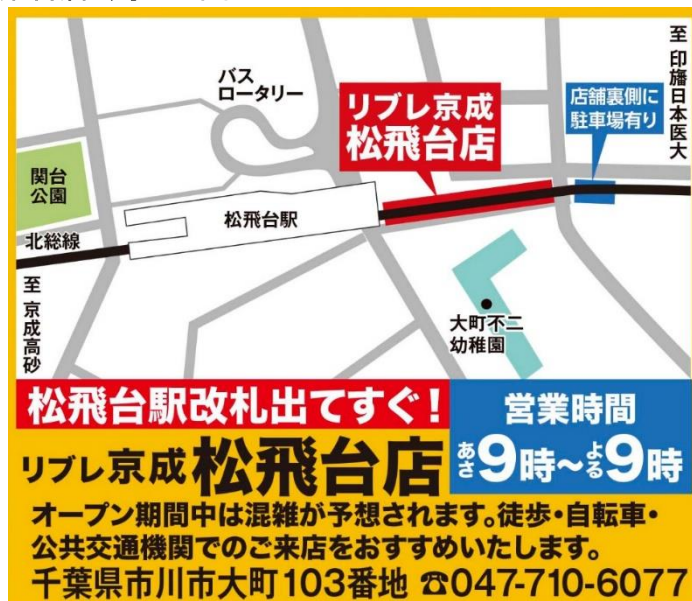 至 印旛日本医大
バス
ロータリー
リブレ京成
松飛台店
店舗裏側に
駐車場有り
関台
公園
松飛台駅
北総線
至 京成高砂
大町不二
幼稚園
松飛台駅改札出てすぐ!
営業時間
あさ9時~よる9時
リブレ京成 松飛台店
オープン期間中は混雑が予想されます。徒歩・自転車・
公共交通機関でのご来店をおすすめいたします。
千葉県市川市大町103番地 ☎047-710-6077